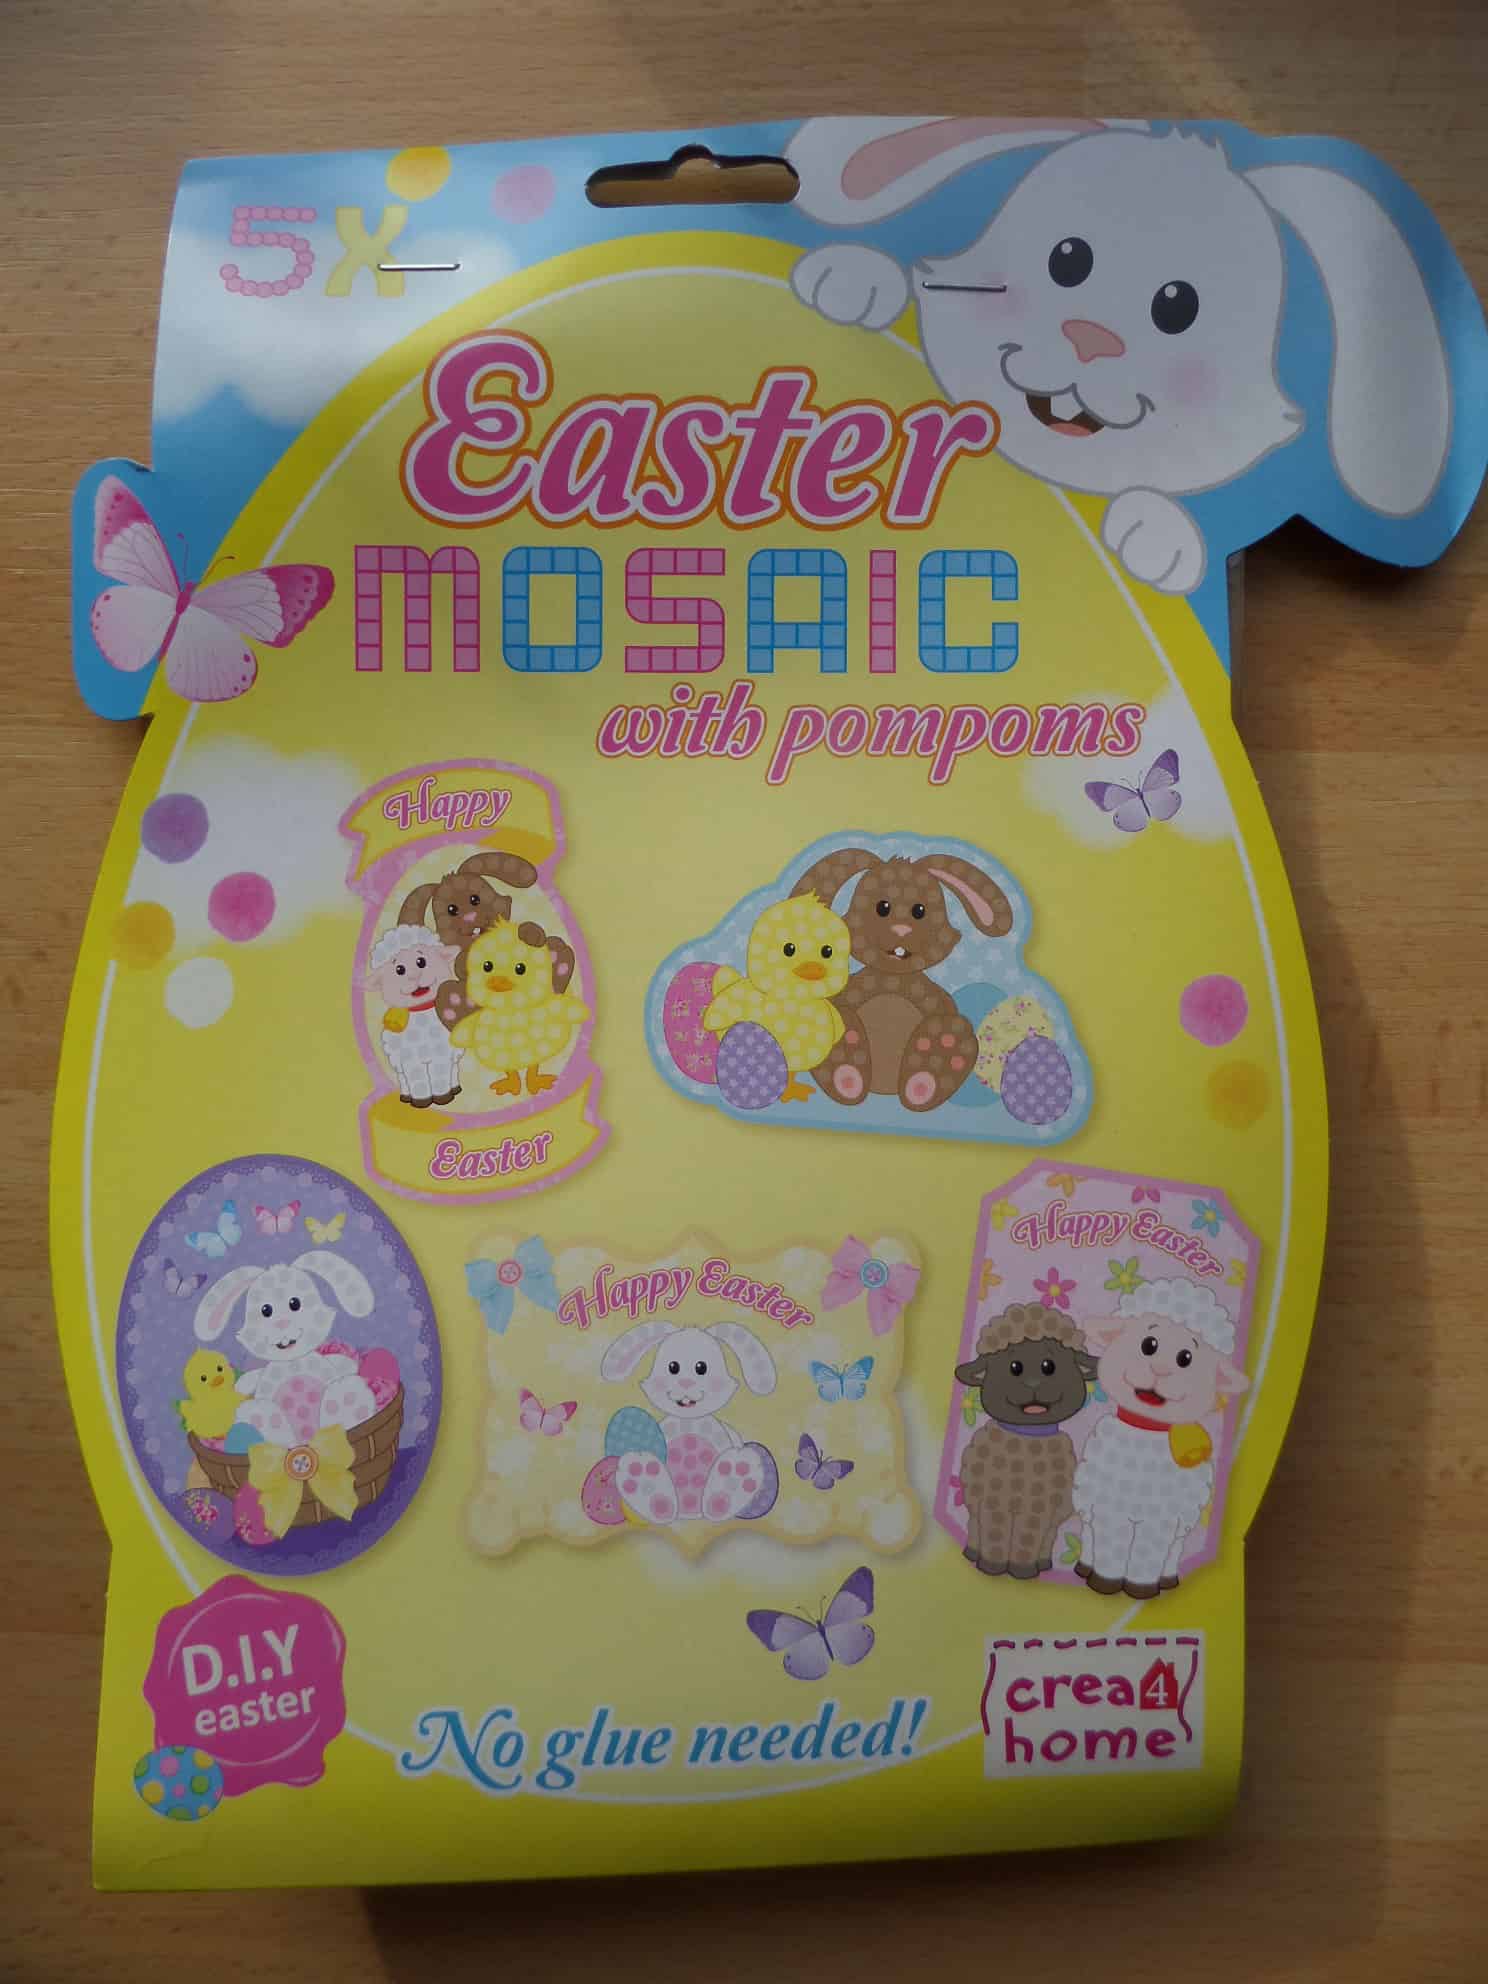 5X
Easter
MOSAIC
with pompoms
Happy
Easter
Happy Easter
Happy Easter
D.I.Y
easter
No glue needed!
crea4
home